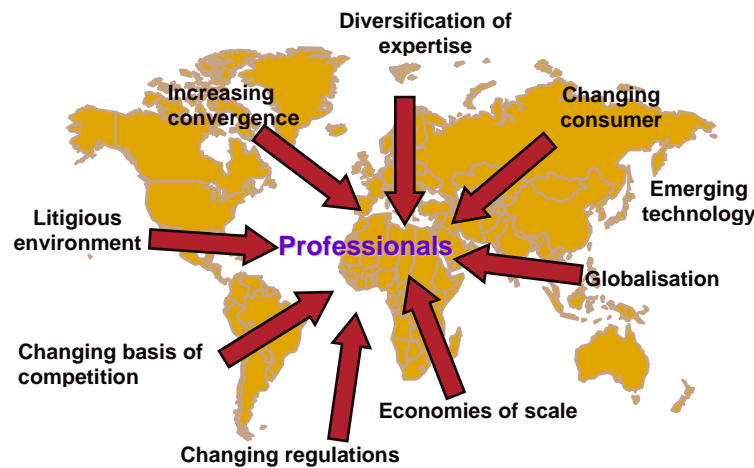 Diversification of
expertise
Increasing
convergence
Changing
consumer
Emerging
technology
Litigious
environment
Professionals
Globalisation
Changing basis of
competition
Economies of scale
Changing regulations